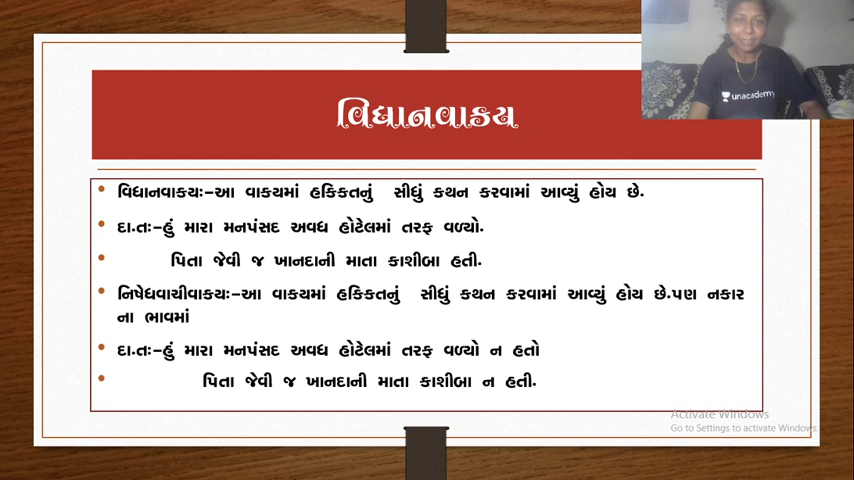 વિધાનવાક્ય
unacademy
• વિધાનવાક્યઃ-આ વાક્યમાં હકિકતનું સીધું કથન કરવામાં આવ્યું હોય છે.
• દા.તઃ-હું મારા મનપંસદ અવધ હોટેલમાં તરફ વળ્યો.
• પિતા જેવી જ ખાનદાની માતા કાશીબા હતી.
• નિષેધવાચીવાક્યઃ-આ વાક્યમાં હકિકતનું સીધું કથન કરવામાં આવ્યું હોય છે.પણ નકાર
ના ભાવમાં
• દા.તઃ-હું મારા મનપંસદ અવધ હોટેલમાં તરફ વળ્યો ન હતો
• પિતા જેવી જ ખાનદાની માતા કાશીબા ન હતી.
Activate Windows
Go to Settings to activate Windows.